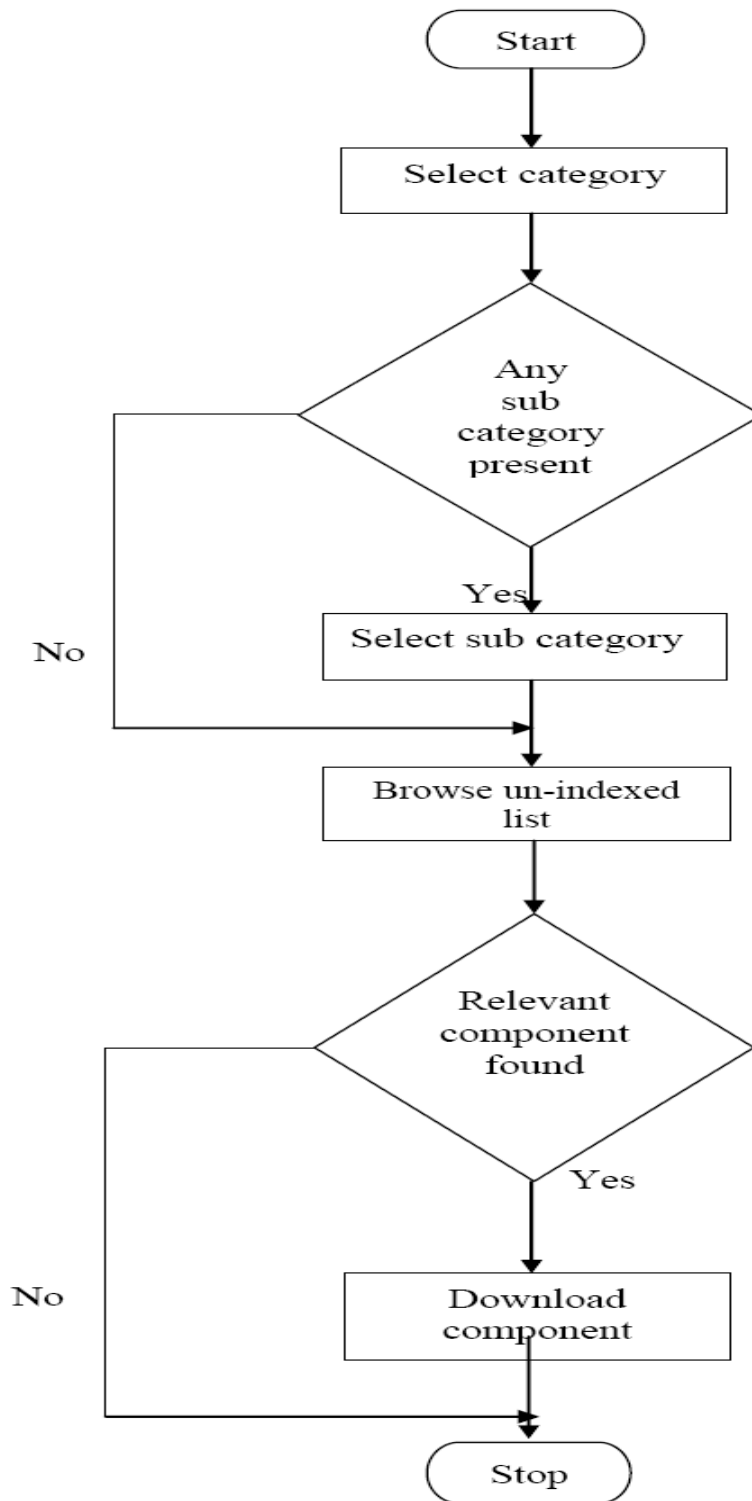 Start
Select category
Any
sub
category
present
Yes
Select sub category
No
Browse un-indexed
list
Relevant
component
found
Yes
Download
component
No
Stop